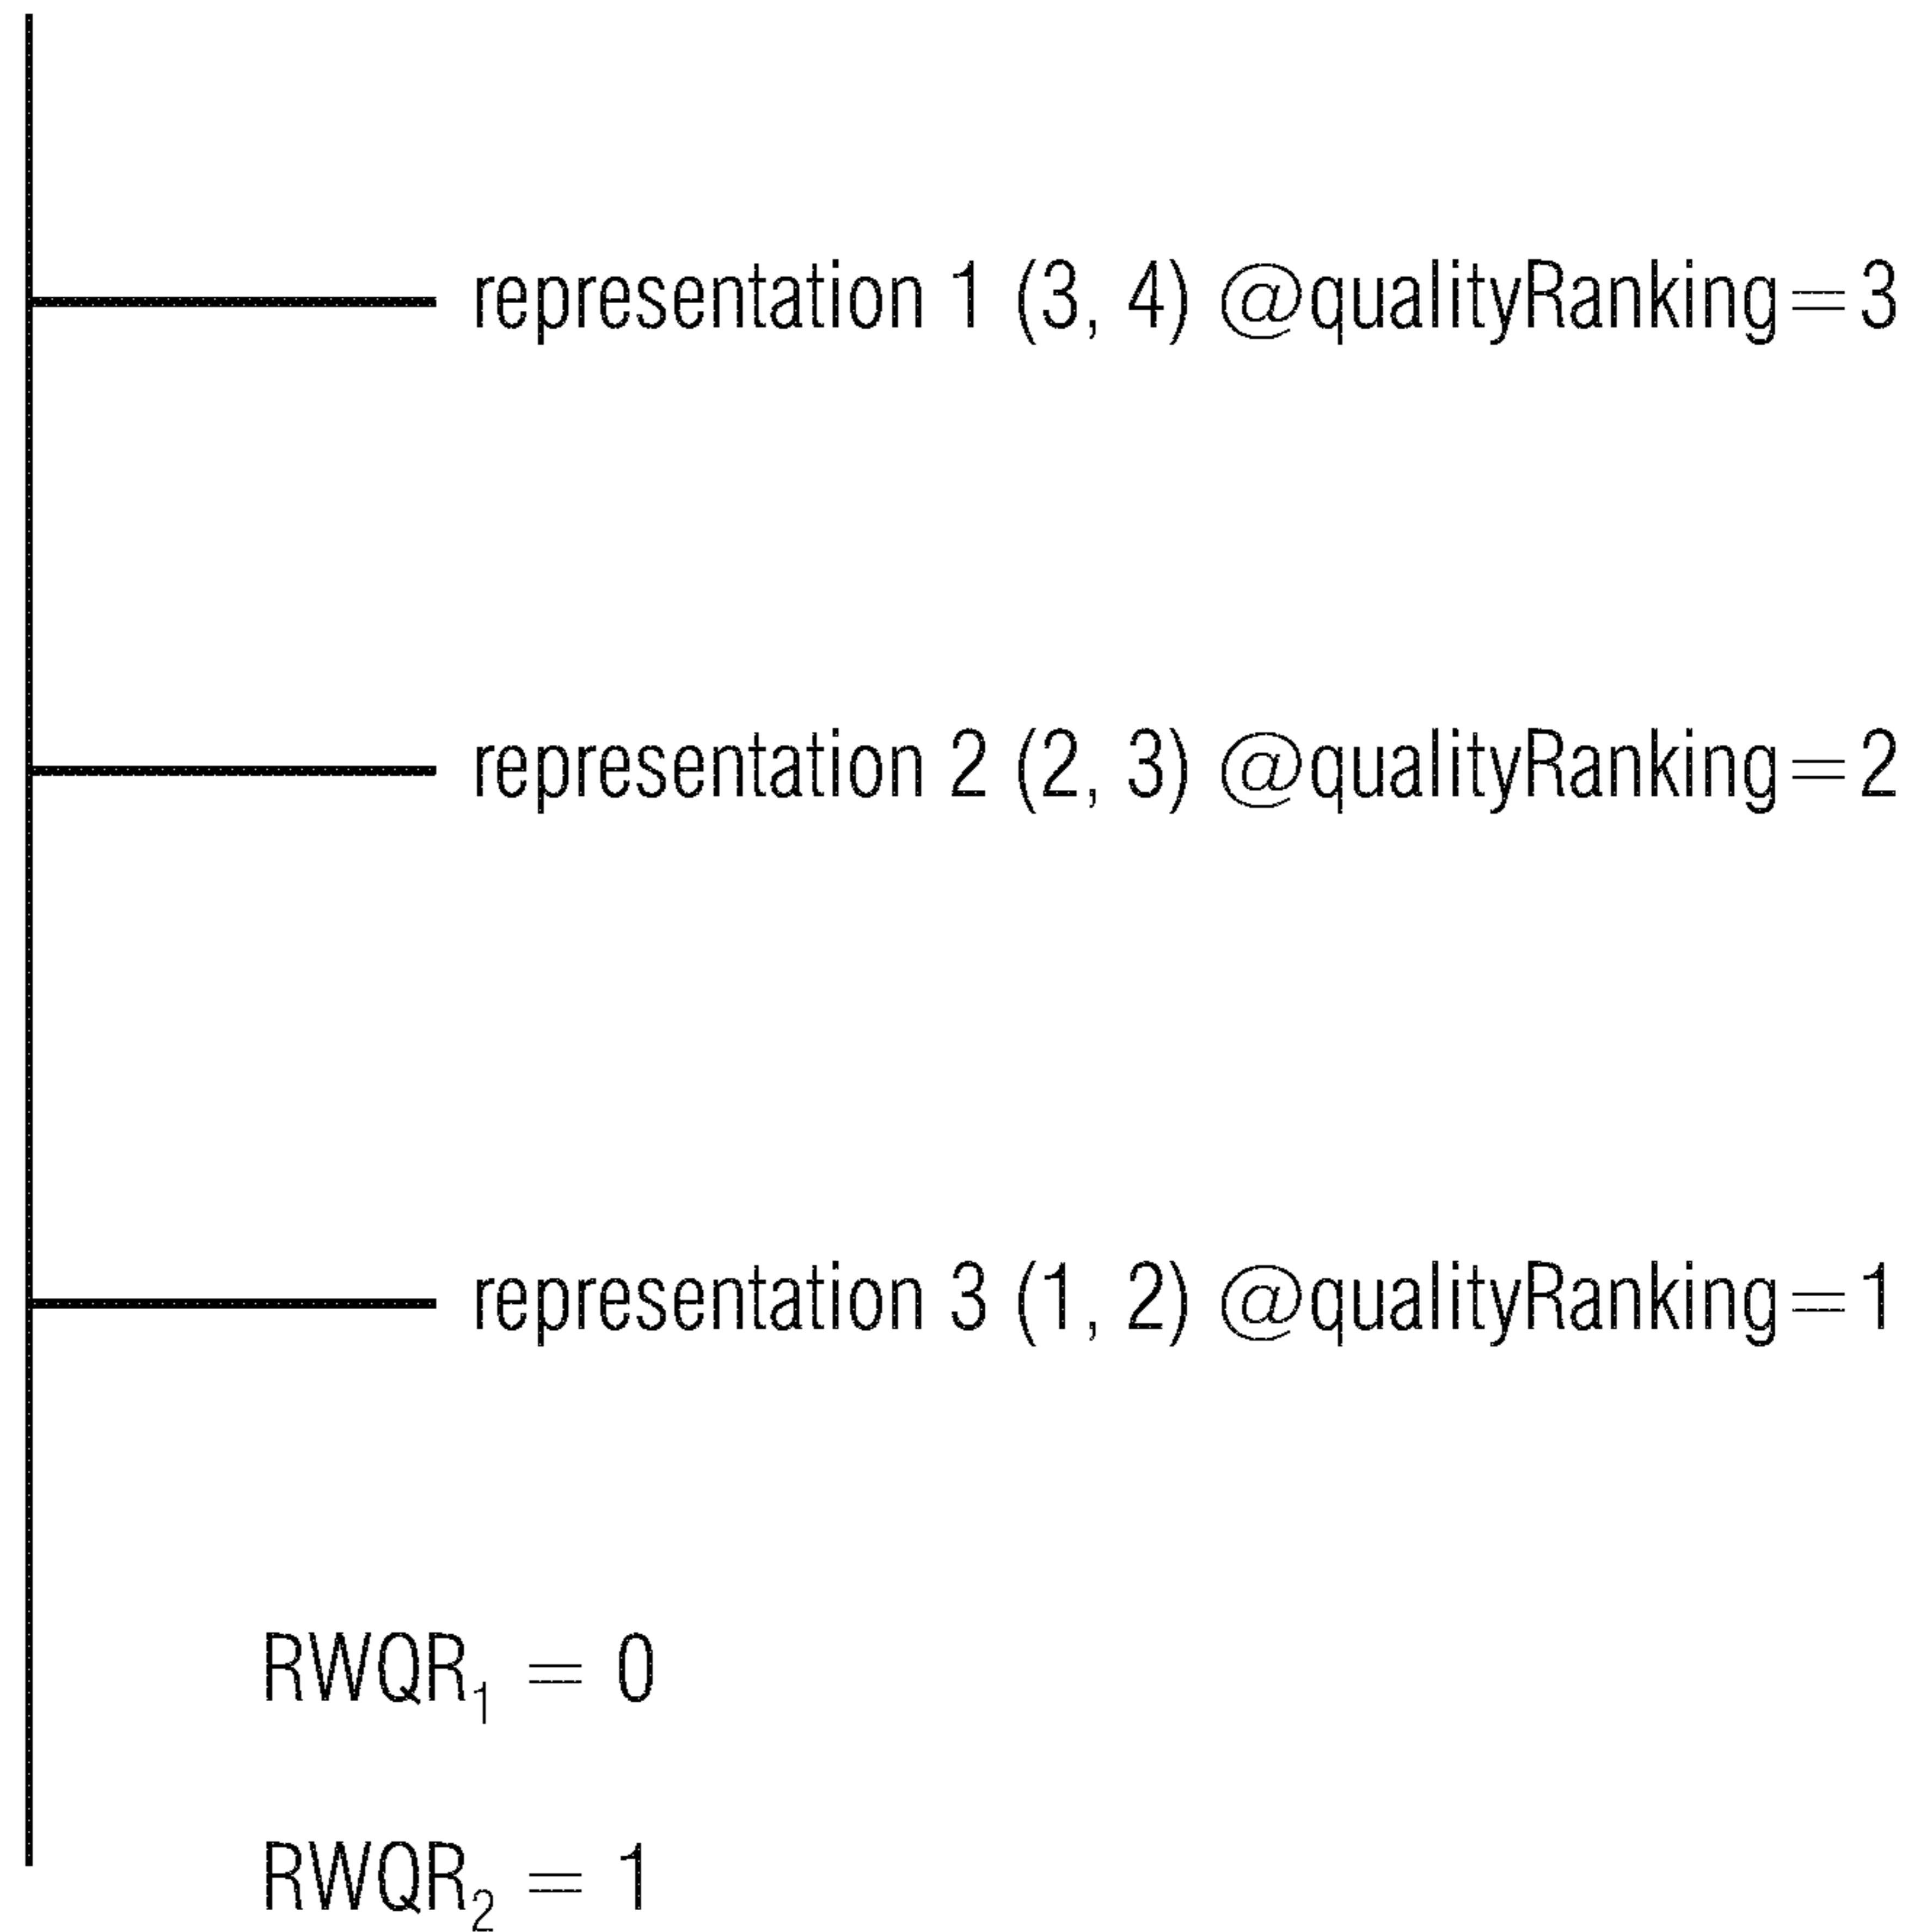 representation 1 (3, 4) @qualityRanking=3
representation 2 (2, 3) @qualityRanking=2
representation 3 (1, 2) @qualityRanking=1
RWQR₁ = 0
RWQR₂ = 1